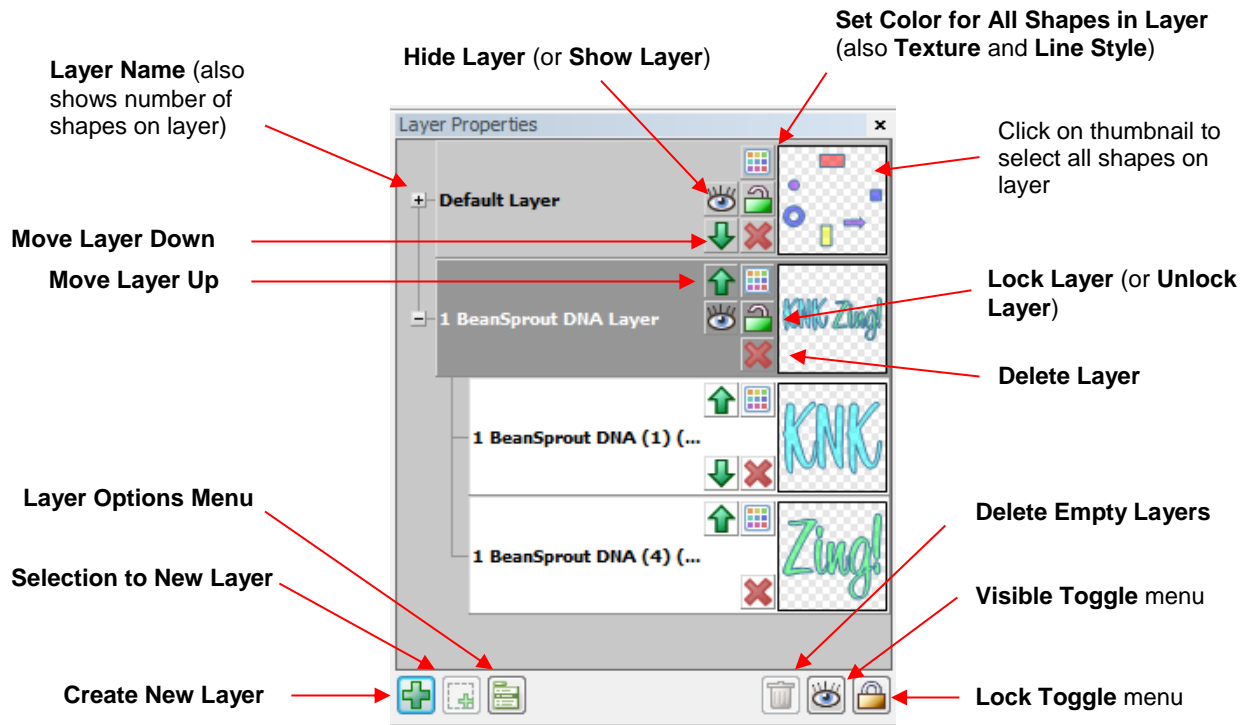 Set Color for All Shapes in Layer
(also Texture and Line Style)
Hide Layer (or Show Layer)
Layer Name (also
shows number of
shapes on layer)
Layer Properties
x
Click on thumbnail to
select all shapes on
layer
Default Layer
Move Layer Down
Move Layer Up
Lock Layer (or Unlock
Layer)
1 BeanSprout DNA Layer
KNK Zing!
Delete Layer
1 BeanSprout DNA (1) (...
KNK
Layer Options Menu
Delete Empty Layers
1 BeanSprout DNA (4) (...
Zing!
Selection to New Layer
Visible Toggle menu
Create New Layer
Lock Toggle menu